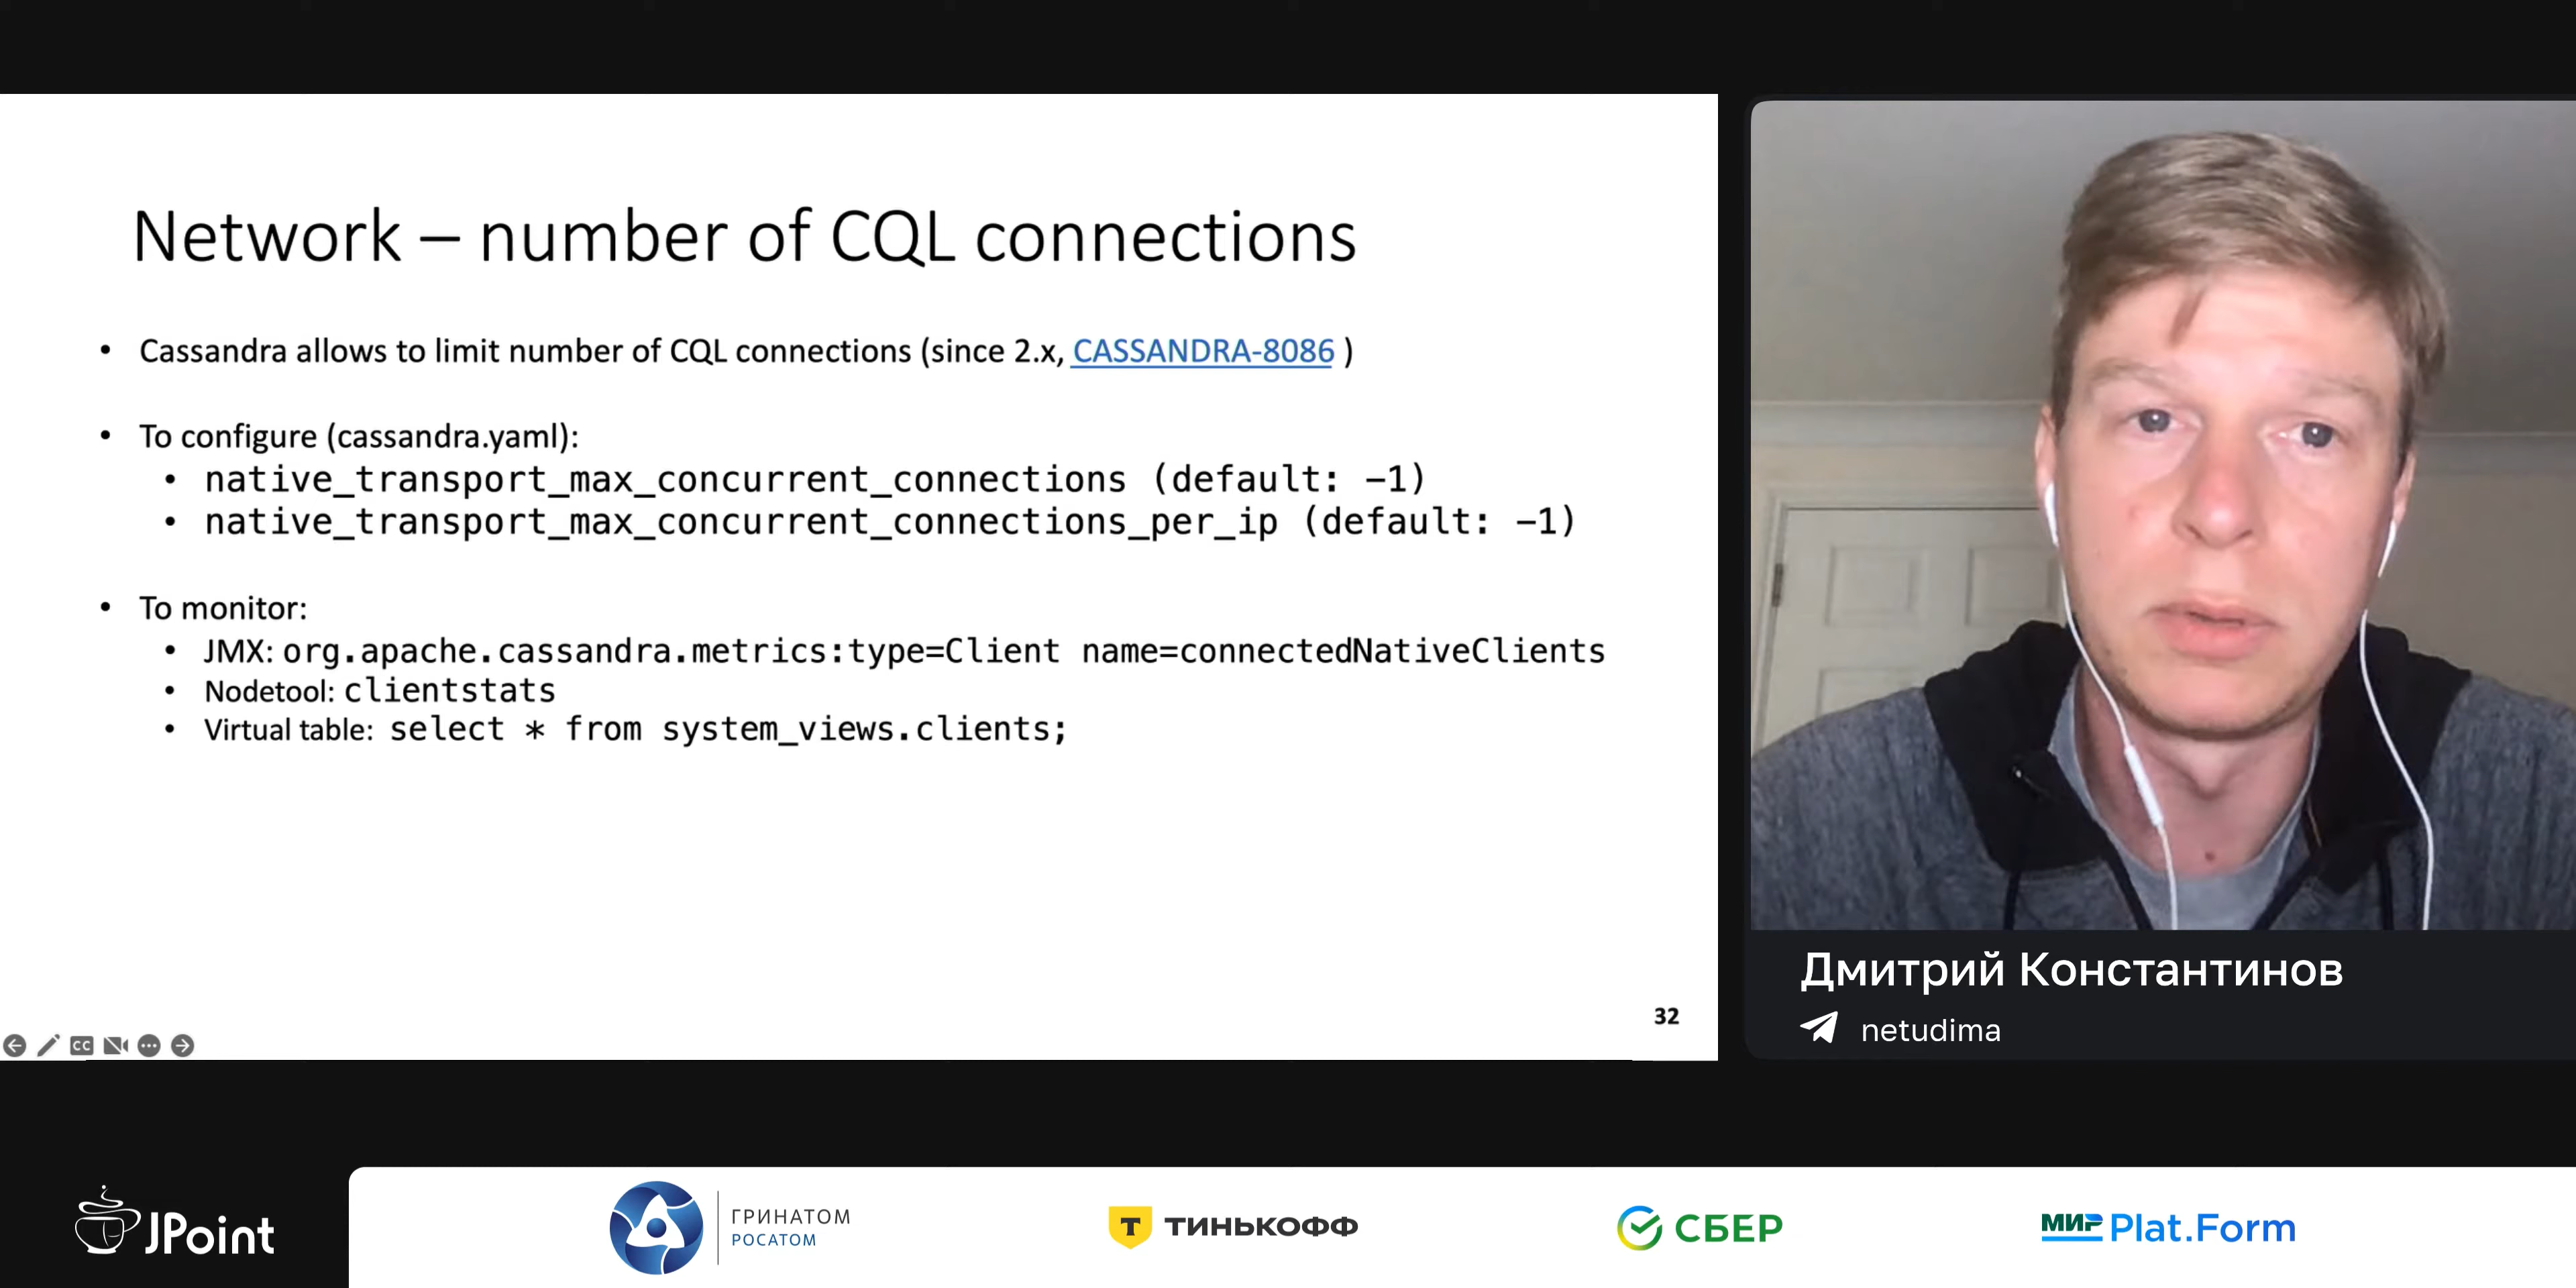 Network – number of CQL connections
• Cassandra allows to limit number of CQL connections (since 2.x, CASSANDRA-8086 )
• To configure (cassandra.yaml):
• native_transport_max_concurrent_connections (default: −1)
• native_transport_max_concurrent_connections_per_ip (default: −1)
• To monitor:
• JMX: org.apache.cassandra.metrics:type=Client name=connectedNativeClients
• Nodetool: clientstats
• Virtual table: select * from system_views.clients;
32
CC
Дмитрий Константинов
netudima
JPoint
ГРИНАТОМ
РОСАТОМ
Т ТИНЬКОФФ
СБЕР
МИР Plat.Form